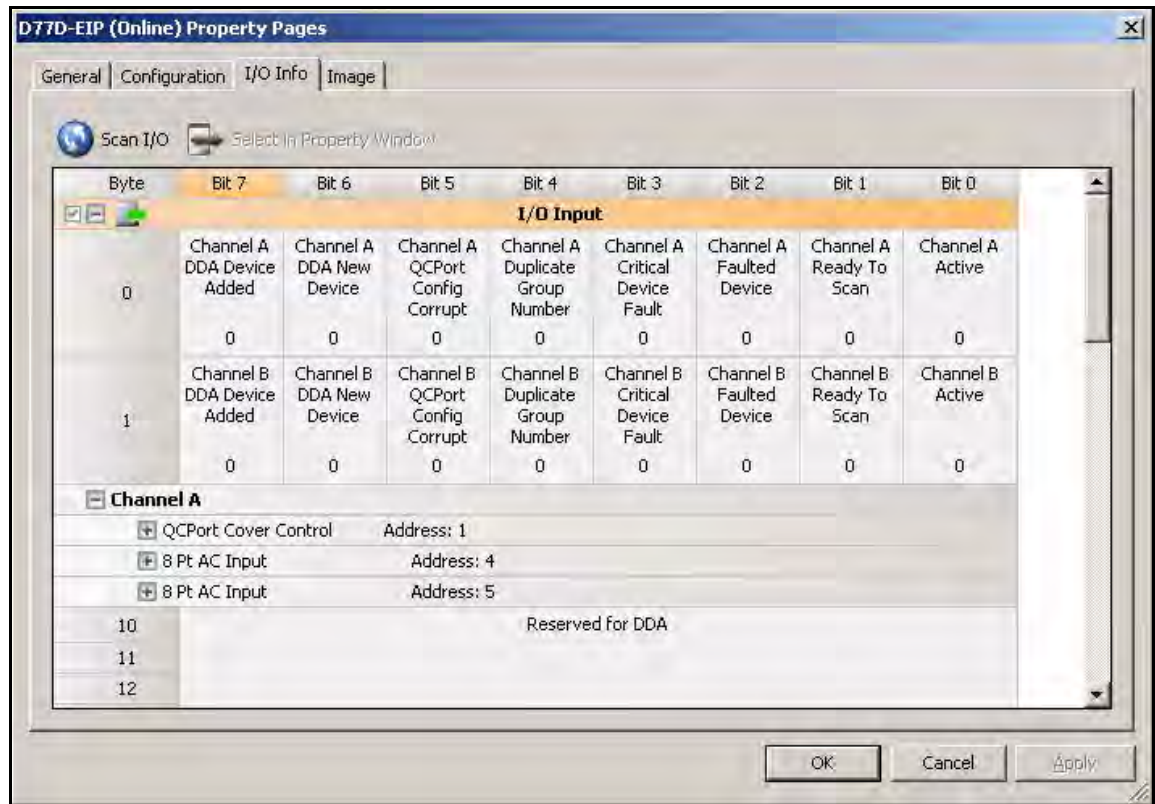 D77D-EIP (Online) Property Pages
General Configuration I/O Info Image
Scan I/O Select in Property Window
Byte Bit 7 Bit 6 Bit 5 Bit 4 Bit 3 Bit 2 Bit 1 Bit 0
I/O Input
Channel A Channel A Channel A Channel A Channel A Channel A Channel A Channel A
DDA Device DDA New QCPort Duplicate Critical Faulted Ready To Active
Added Device Config Group Device Device Scan
0
Corrupt Number Fault
0 0 0 0 0 0 0 0
Channel B Channel B Channel B Channel B Channel B Channel B Channel B Channel B
DDA Device DDA New QCPort Duplicate Critical Faulted Ready To Active
Added Device Config Group Device Device Scan
1
Corrupt Number Fault
0 0 0 0 0 0 0 0
Channel A
QCPort Cover Control Address: 1
8 Pt AC Input Address: 4
8 Pt AC Input Address: 5
10 Reserved for DDA
11
12
OK Cancel Apply